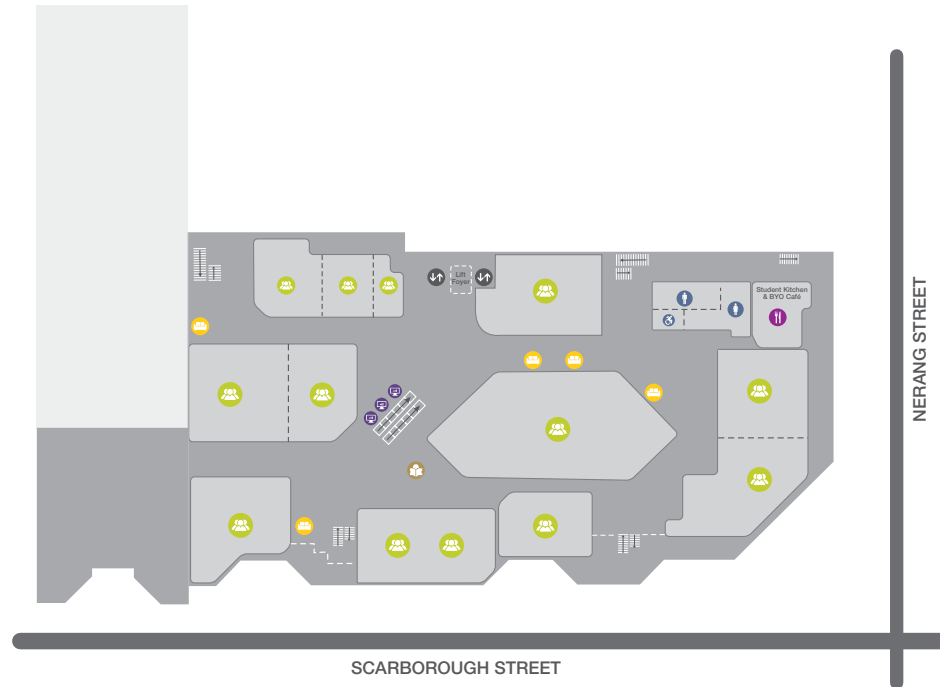 Lift
Foyer
Student Kitchen
& BYO Café
NERANG STREET
SCARBOROUGH STREET